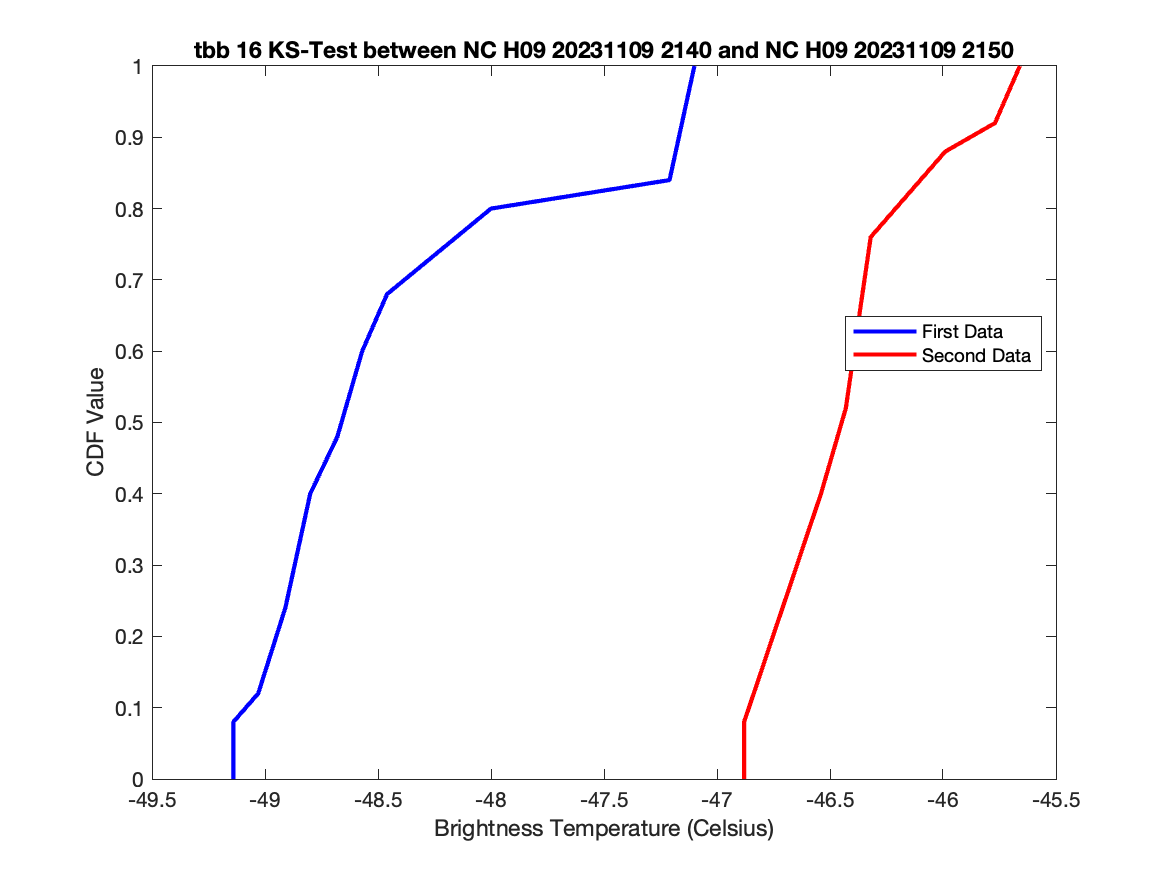 tbb 16 KS-Test between NC H09 20231109 2140 and NC H09 20231109 2150
1
0.9
0.8
0.7
0.6
0.5
0.4
0.3
0.2
0.1
0
CDF Value
First Data
Second Data
-49.5 -49 -48.5 -48 -47.5 -47 -46.5 -46 -45.5
Brightness Temperature (Celsius)